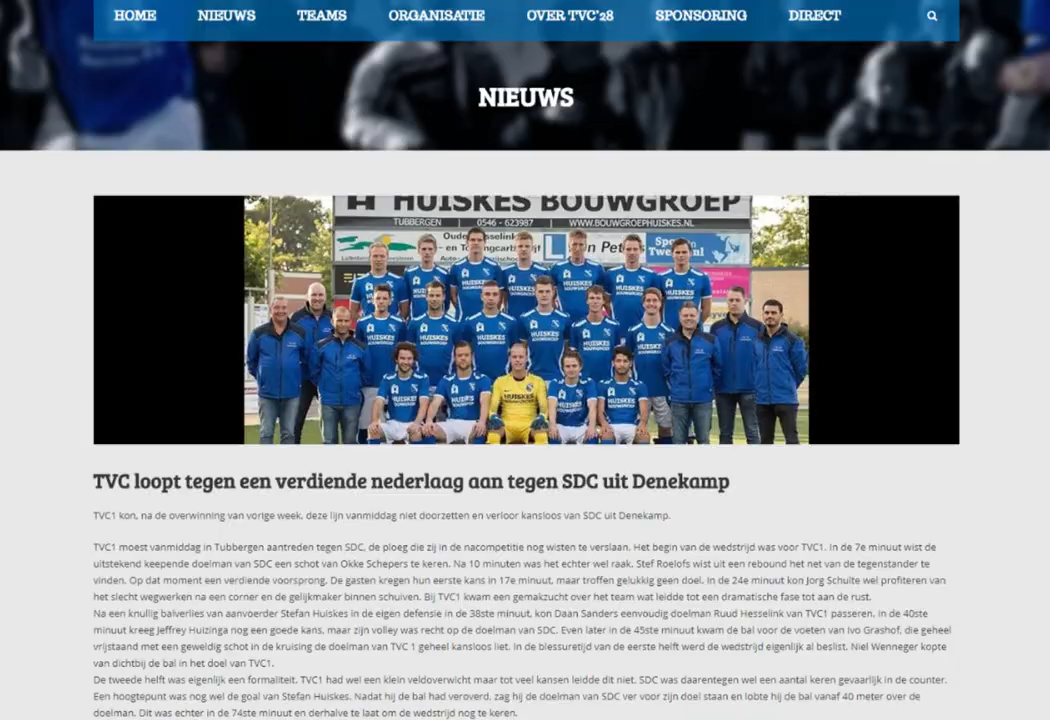 HOME NIEUWS TEAMS ORGANISATIE OVER TVC'28 SPONSORING DIRECT
NIEUWS
HUISKES BOUWGROEP
TUBBERGEN | 0546 - 623987 | WWW.BOUWGROEPHUISKES.NL
TVC loopt tegen een verdiende nederlaag aan tegen SDC uit Denekamp
TVC1 kon, na de overwinning van vorige week, deze lijn vanmiddag niet doorzetten en verloor kansloos van SDC uit Denekamp.
TVC1 moest vanmiddag in Tubbergen aantreden tegen SDC, de ploeg die zij in de nacompetitie nog wisten te verslaan. Het begin van de wedstrijd was voor TVC1. In de 7e minuut wist de
uitstekend keepende doelman van SDC een schot van Okke Schepers te keren. Na 10 minuten was het echter wel raak. Stef Roelofs wist uit een rebound het net van de tegenstander te
vinden. Op dat moment een verdiende voorsprong. De gasten kregen hun eerste kans in 17e minuut, maar troffen gelukkig geen doel. In de 24e minuut kon Jorg Schulte wel profiteren van
het slecht wegwerken na een corner en de gelijkmaker binnen schuiven. Bij TVC1 kwam een gemakzucht over het team wat leidde tot een dramatische fase tot aan de rust.
Na een knullig balverlies van aanvoerder Stefan Huiskes in de eigen defensie in de 38ste minuut, kon Daan Sanders eenvoudig doelman Ruud Hesselink van TVC1 passeren. In de 40ste
minuut kreeg Jeffrey Huizinga nog een goede kans, maar zijn volley was recht op de doelman van SDC. Even later in de 45ste minuut kwam de bal voor de voeten van Ivo Grashof, die geheel
vrijstaand met een geweldig schot in de kruising de doelman van TVC 1 geheel kansloos liet. In de blessuretijd van de eerste helft werd de wedstrijd eigenlijk al beslist. Niel Wenneger kopte
van dichtbij de bal in het doel van TVC1.
De tweede helft was eigenlijk een formaliteit. TVC1 had wel een klein veldoverwicht maar tot veel kansen leidde dit niet. SDC was daarentegen wel een aantal keren gevaarlijk in de counter.
Een hoogtepunt was nog wel de goal van Stefan Huiskes. Nadat hij de bal had veroverd, zag hij de doelman van SDC ver voor zijn doel staan en lobte hij de bal vanaf 40 meter over de
doelman. Dit was echter in de 74ste minuut en derhalve te laat om de wedstrijd nog te keren.